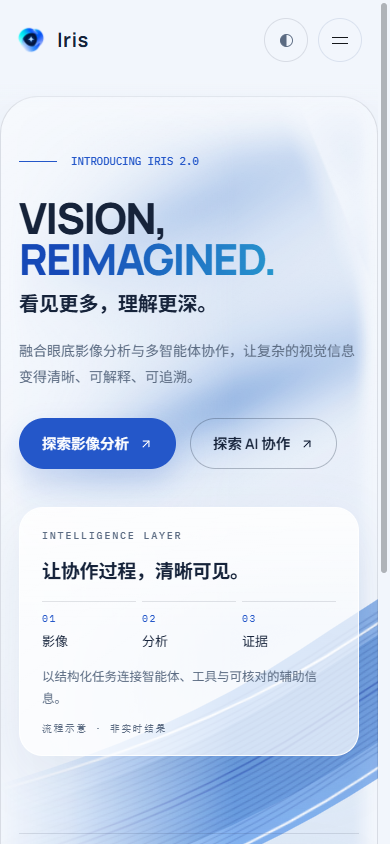 Iris
INTRODUCING IRIS 2.0
VISION,
REIMAGINED.
看见更多，理解更深。
融合眼底影像分析与多智能体协作，让复杂的视觉信息
变得清晰、可解释、可追溯。
探索影像分析
探索 AI 协作
INTELLIGENCE LAYER
让协作过程，清晰可见。
01 02 03
影像 分析 证据
以结构化任务连接智能体、工具与可核对的辅助信
息。
流程示意 · 非实时结果